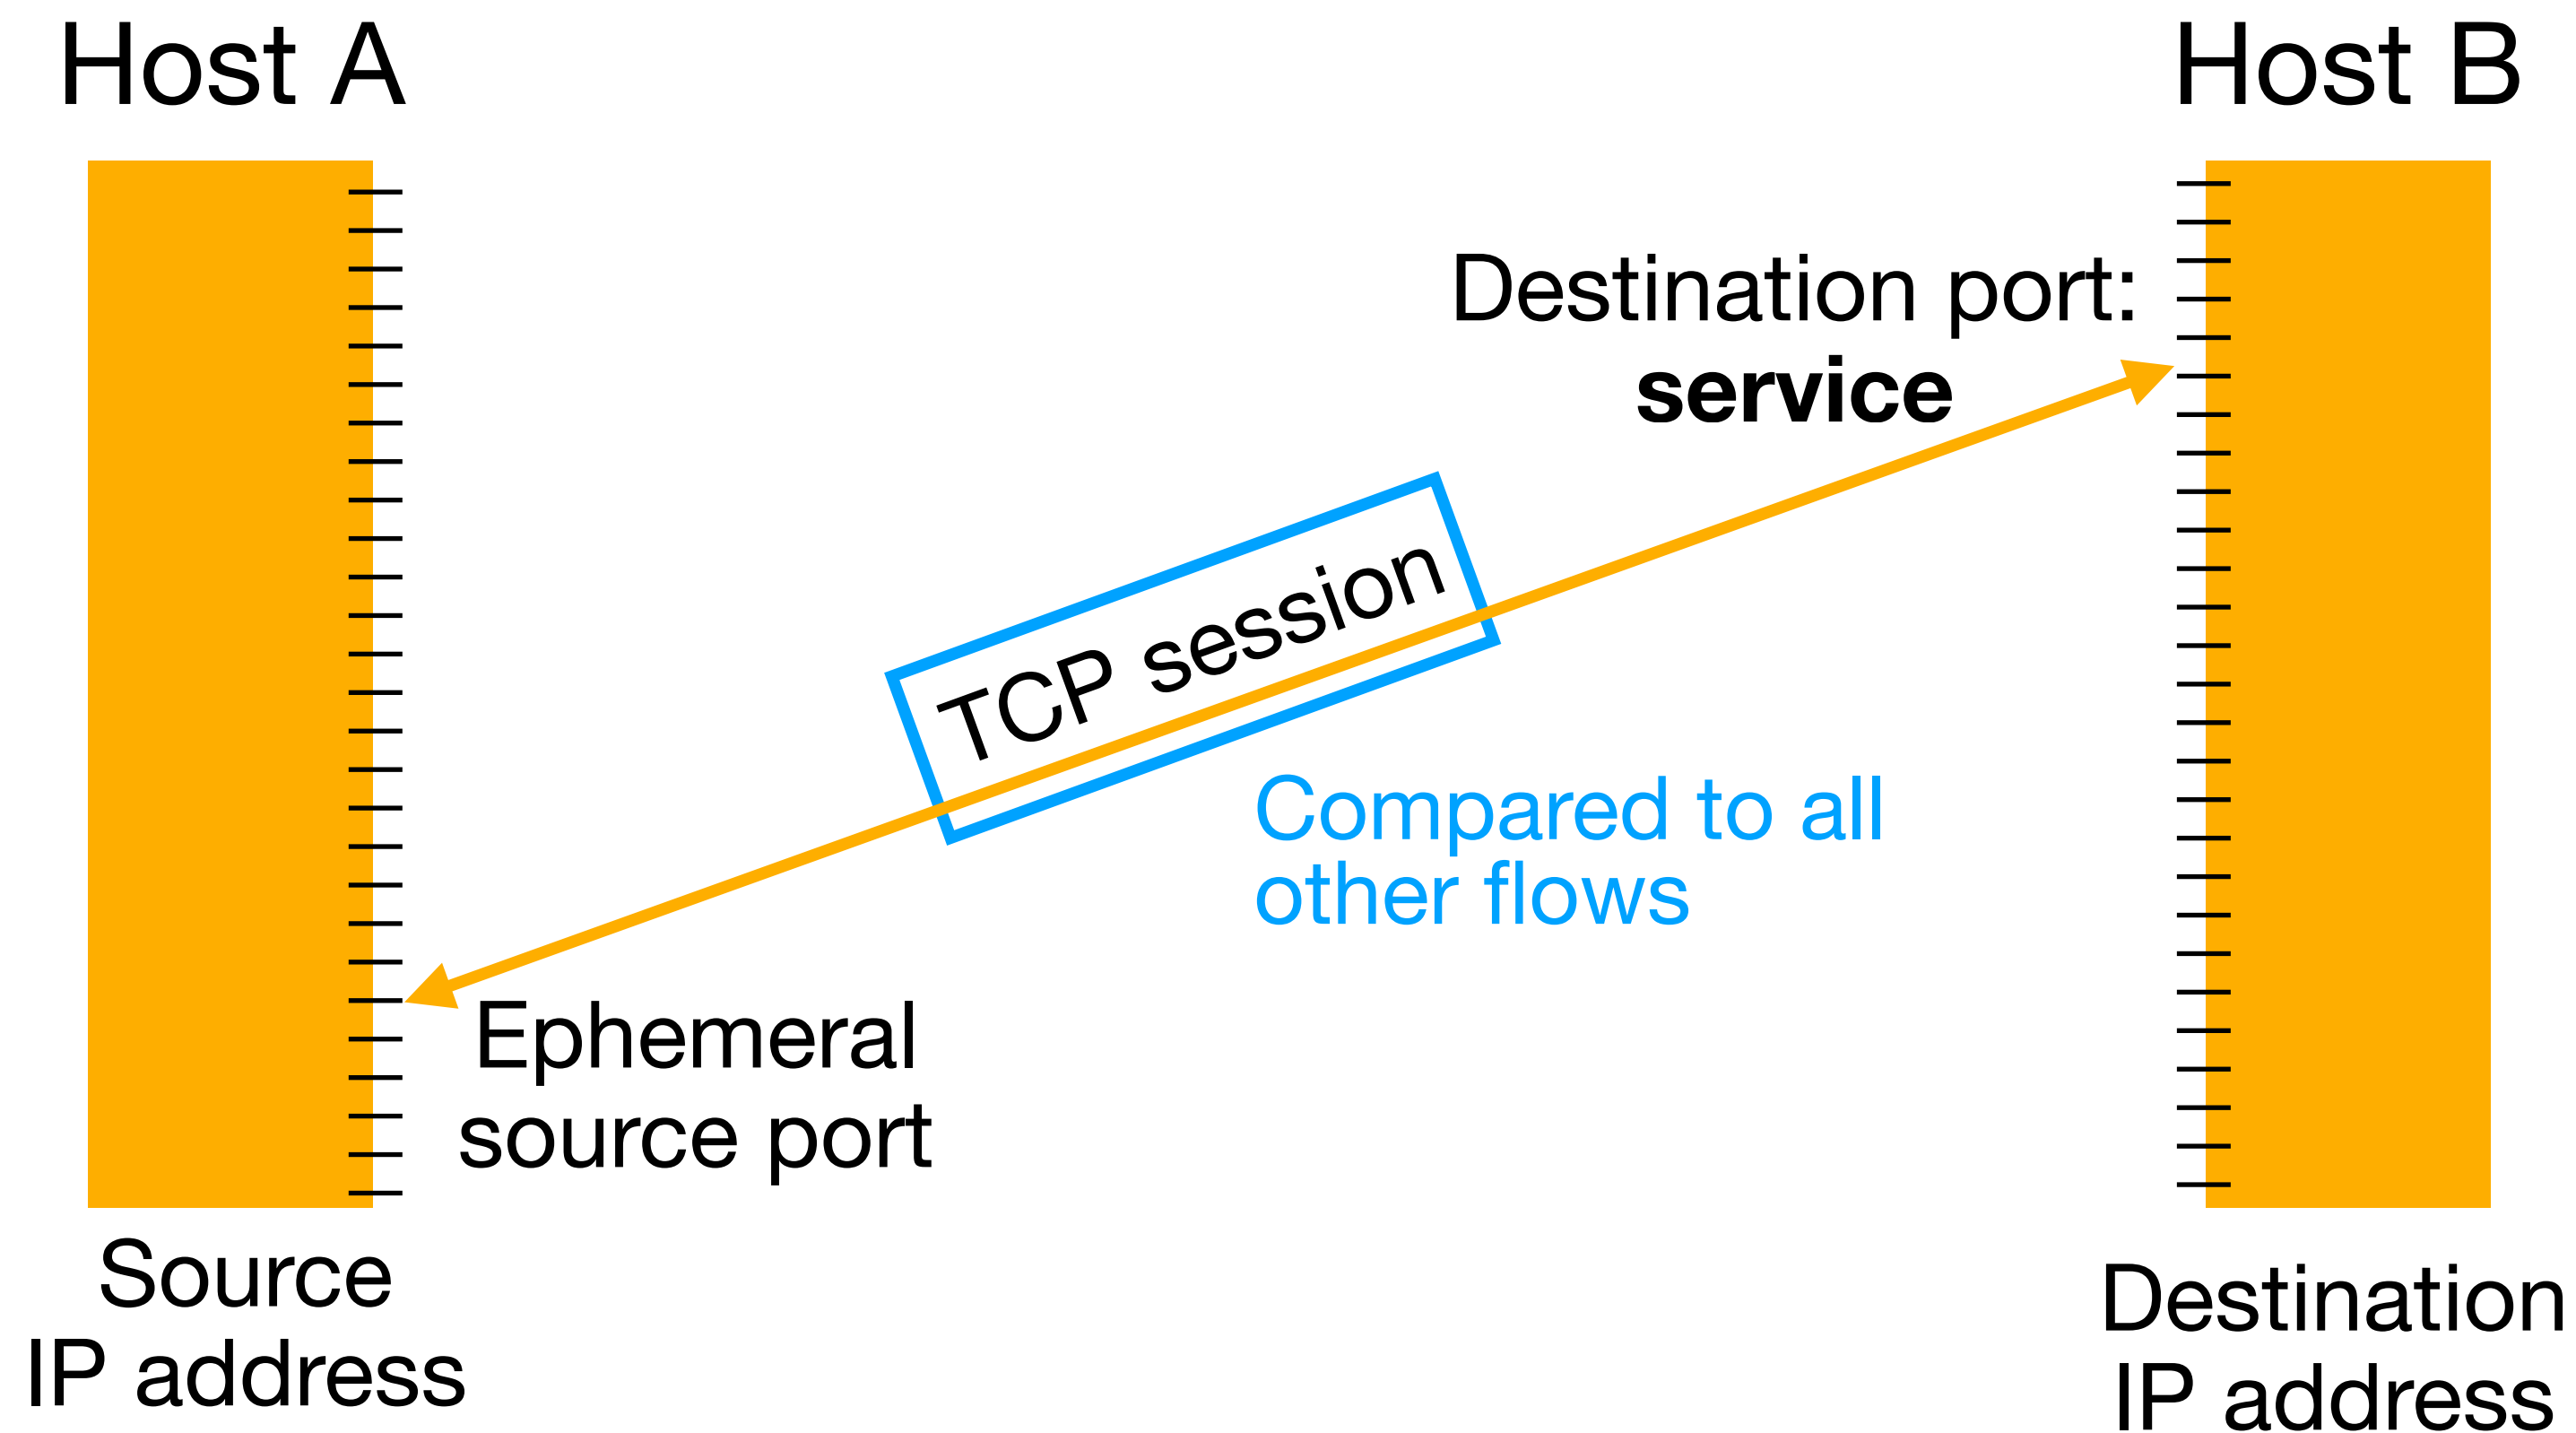 Host A
Host B
Destination port:
service
TCP session
Compared to all
other flows
Ephemeral
source port
Source
IP address
Destination
IP address